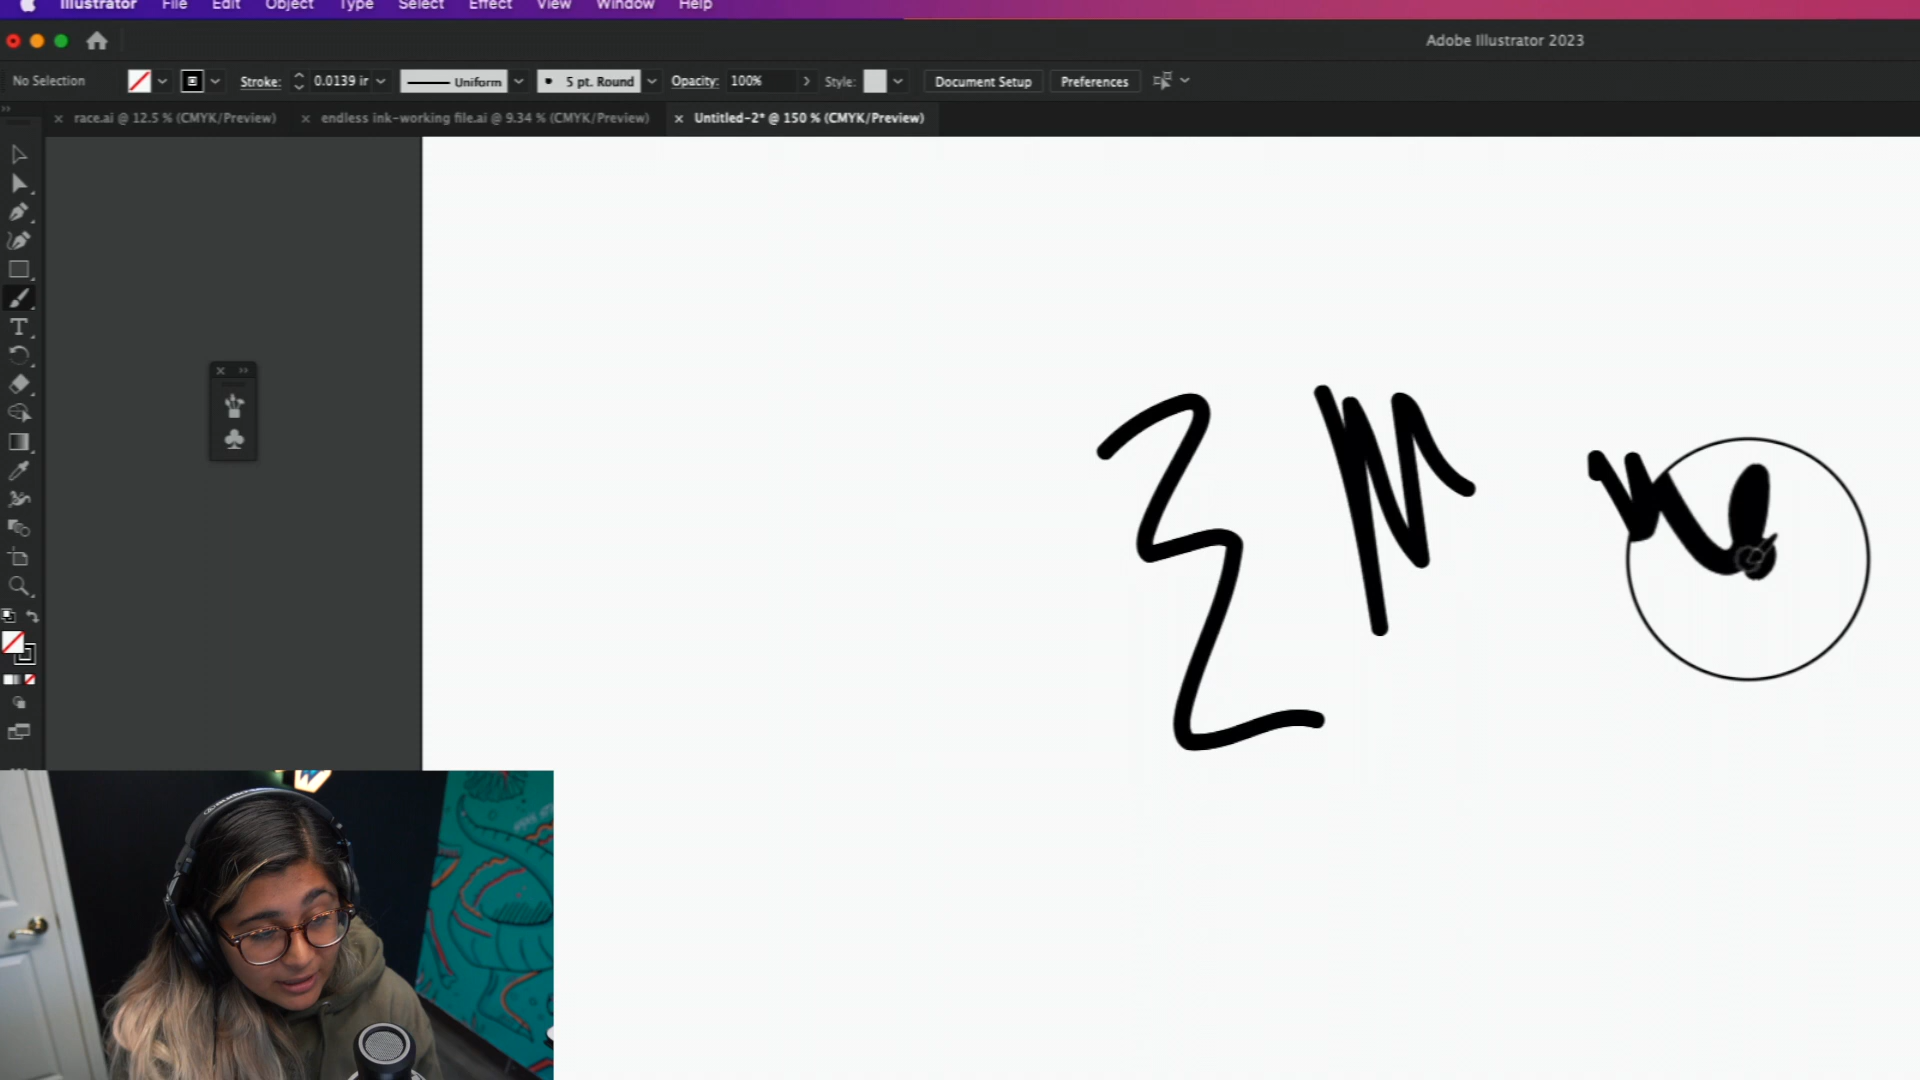 Illustrator File Edit Object Type Select Effect View Window Help
Adobe Illustrator 2023
No Selection Stroke: 0.0139 in Uniform 5 pt. Round Opacity: 100% Style: Document Setup Preferences
race.ai @ 12.5 % (CMYK/Preview) endless ink-working file.ai @ 9.34 % (CMYK/Preview) Untitled-2* @ 150 % (CMYK/Preview)